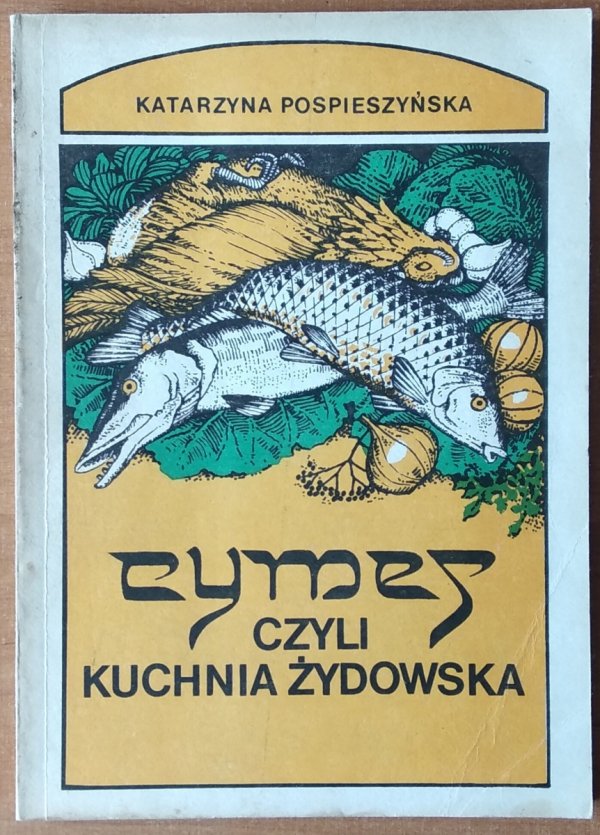 KATARZYNA POSPIESZYŃSKA
cymes
CZYLI
KUCHNIA ŻYDOWSKA